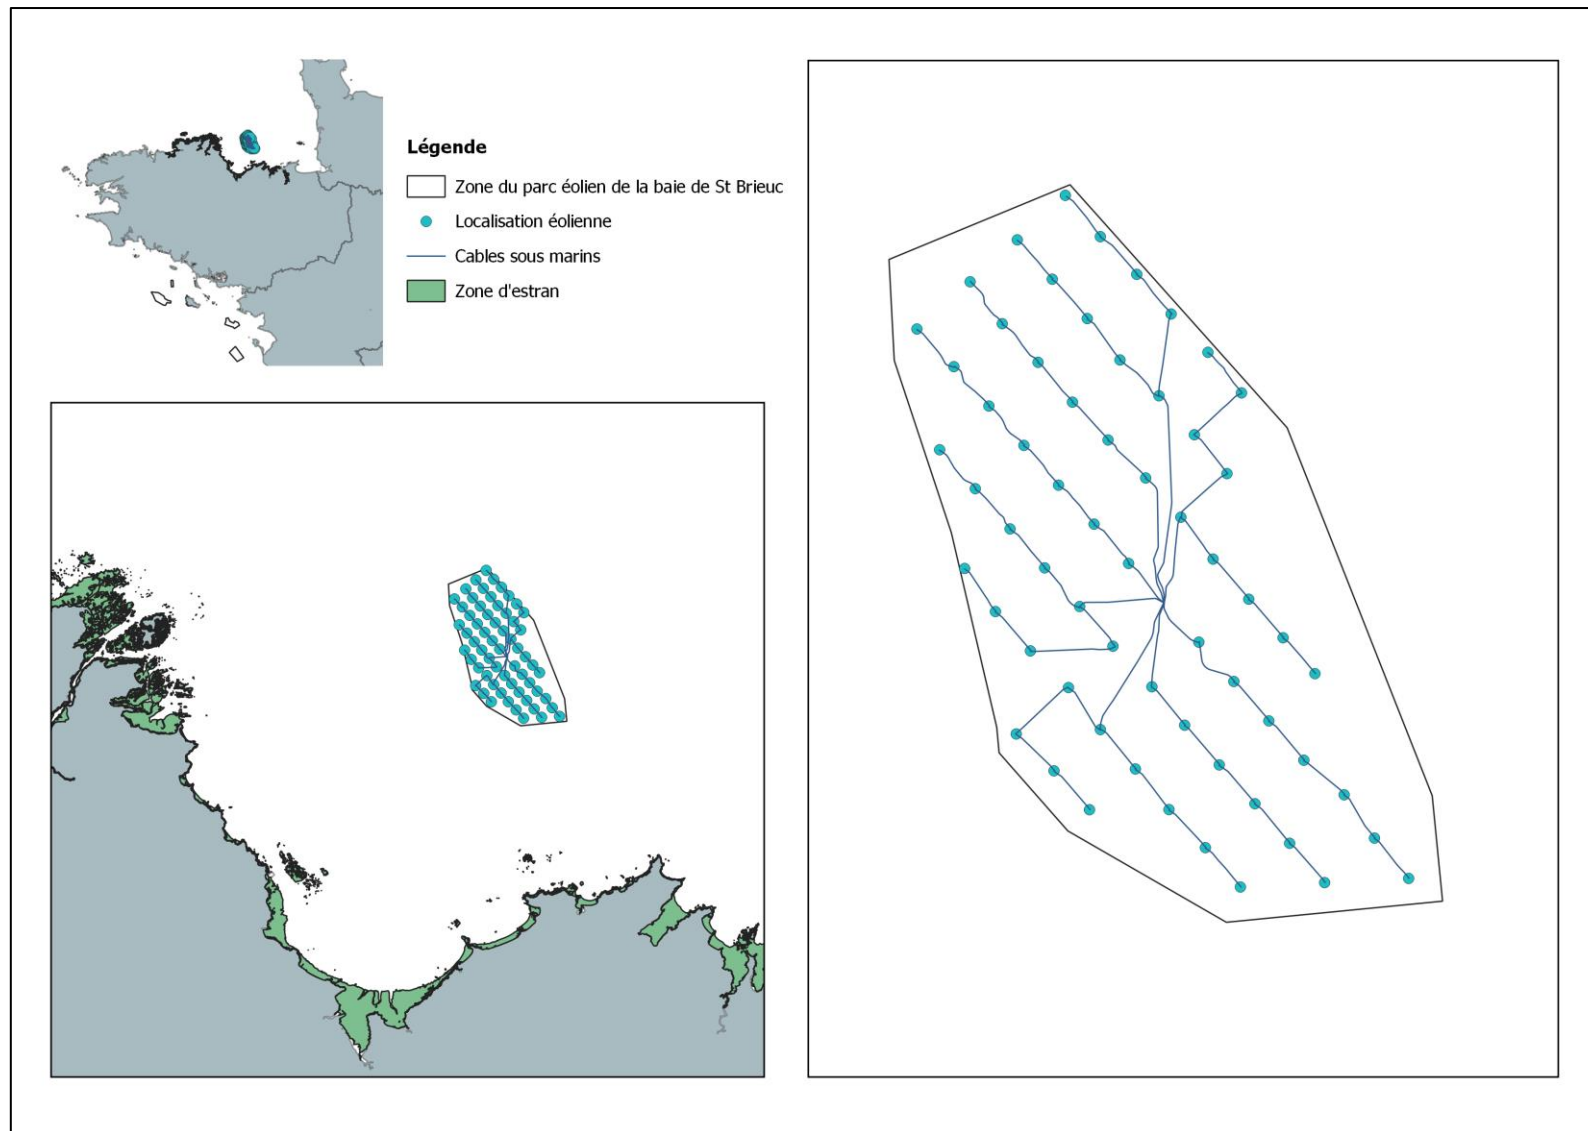 Légende
Zone du parc éolien de la baie de St Brieuc
Localisation éolienne
Cables sous marins
Zone d'estran